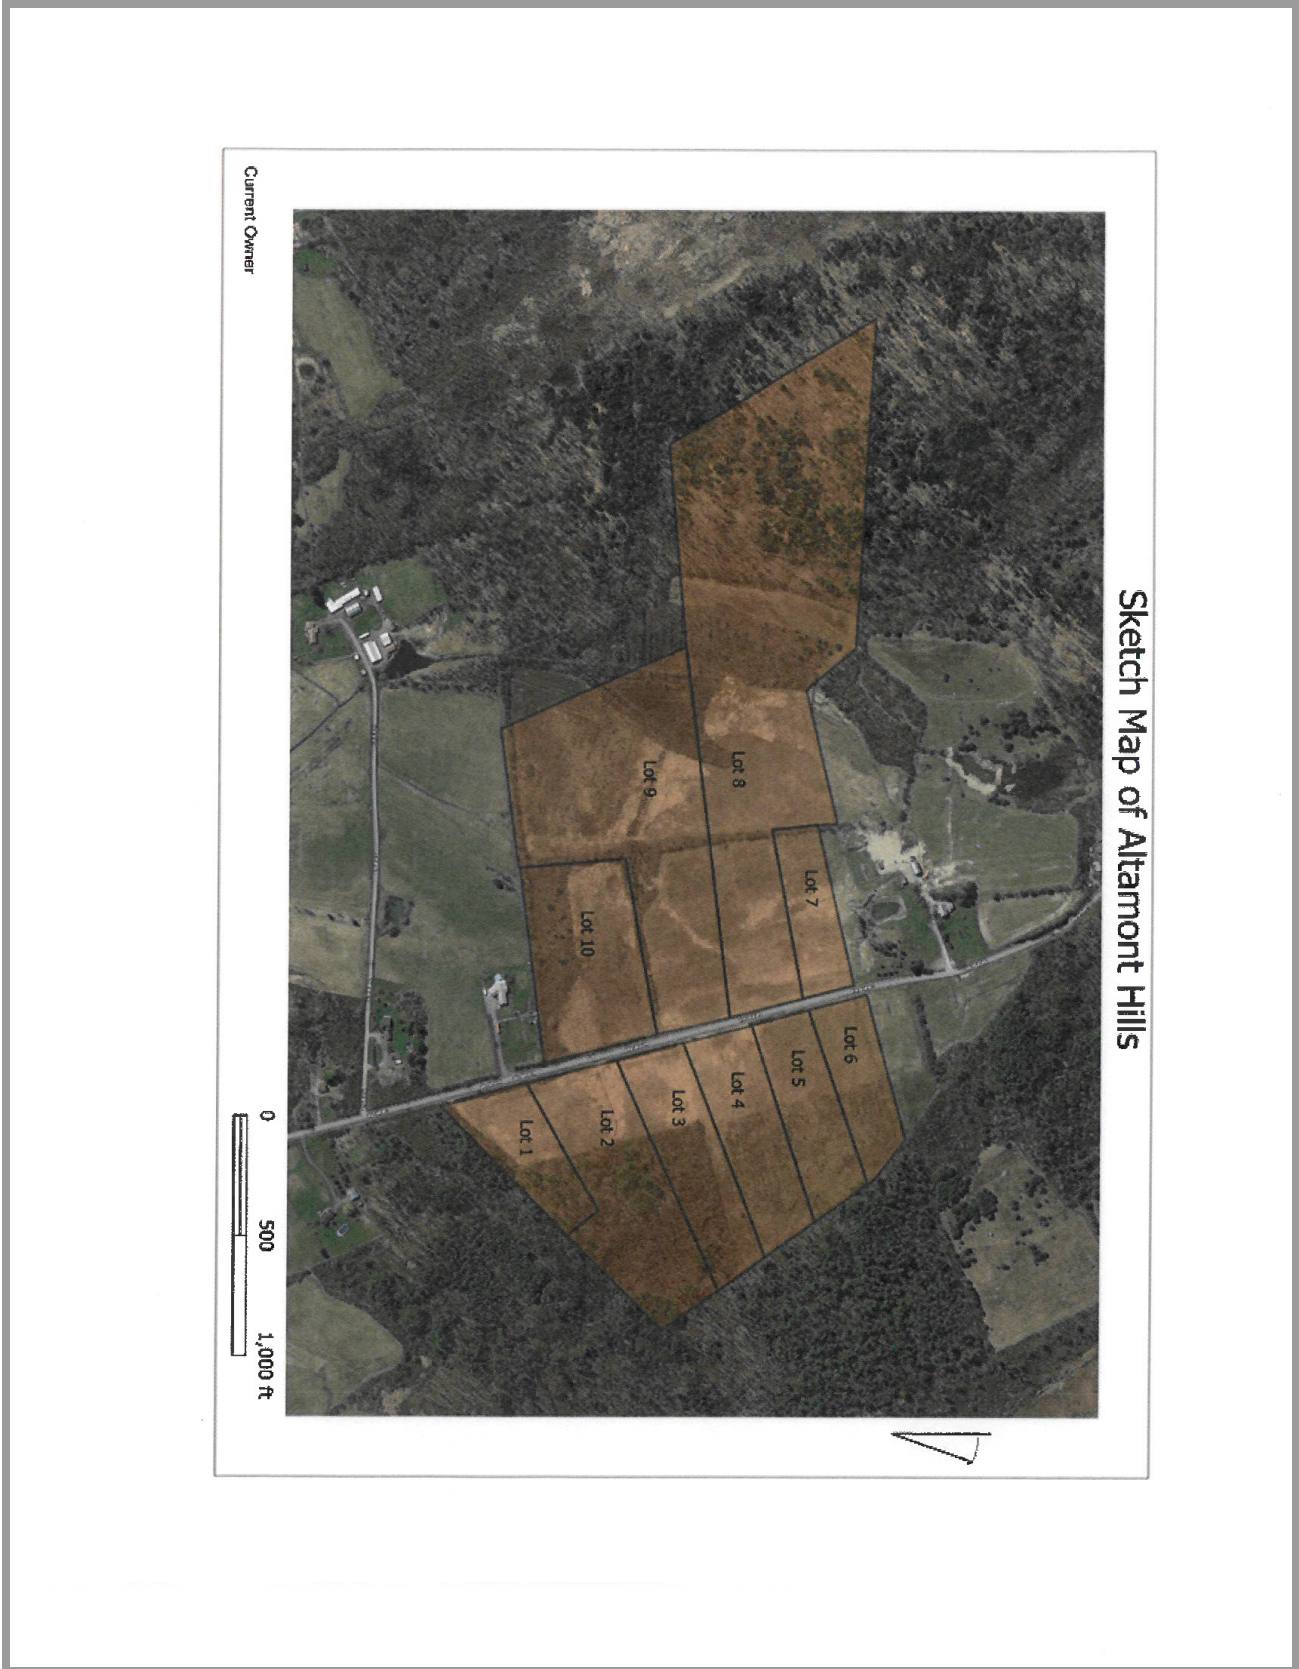 Sketch Map of Altamont Hills
Lot 8
Lot 7
Lot 9
Lot 10
Lot 6
Lot 5
Lot 4
Lot 3
Lot 2
Lot 1
0 500 1,000 ft
Current Owner